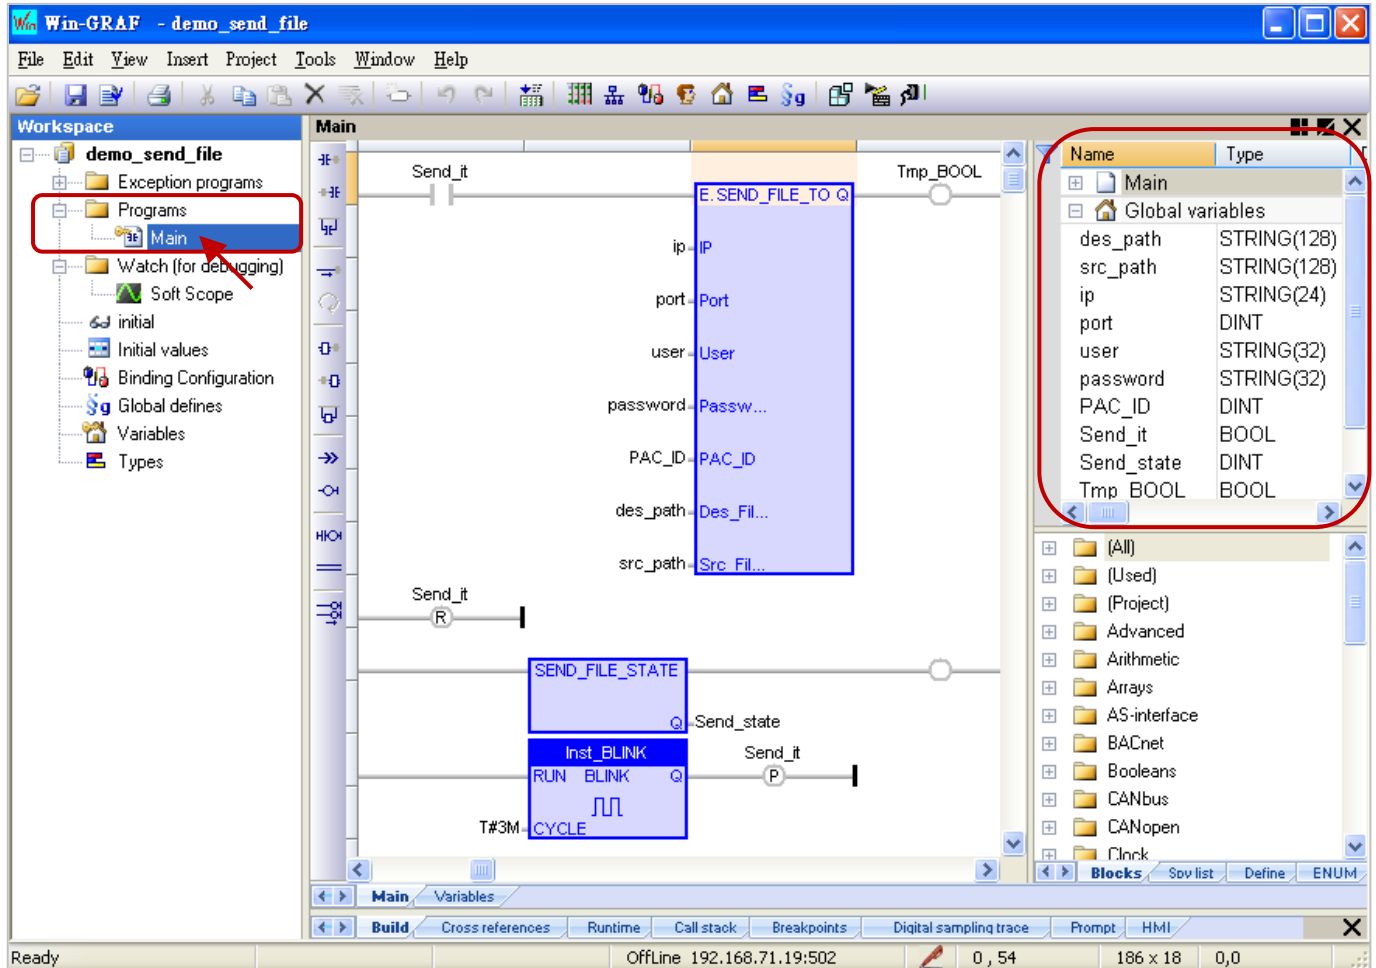 Win-GRAF - demo_send_file
File Edit View Insert Project Tools Window Help
Workspace
demo_send_file
Exception programs
Programs
Main
Watch (for debugging)
Soft Scope
initial
Initial values
Binding Configuration
Global defines
Variables
Types
Main
Send_it
Tmp_BOOL
E. SEND_FILE_TO Q
ip IP
port Port
user User
password Passw...
PAC_ID PAC_ID
des_path Des_Fil...
src_path Src_Fil...
Send_it
R
SEND_FILE_STATE
Q Send_state
Inst_BLINK
Send_it
RUN BLINK Q
P
T#3M CYCLE
Main Variables
Name Type
Main
Global variables
des_path STRING(128)
src_path STRING(128)
ip STRING(24)
port DINT
user STRING(32)
password STRING(32)
PAC_ID DINT
Send_it BOOL
Send_state DINT
Tmp_BOOL BOOL
(All)
(Used)
(Project)
Advanced
Arithmetic
Arrays
AS-interface
BACnet
Booleans
CANbus
CANopen
Clock
Blocks Spy list Define ENUM
Build Cross references Runtime Call stack Breakpoints Digital sampling trace Prompt HMI
Ready OffLine 192.168.71.19:502 0 , 54 186 x 18 0,0